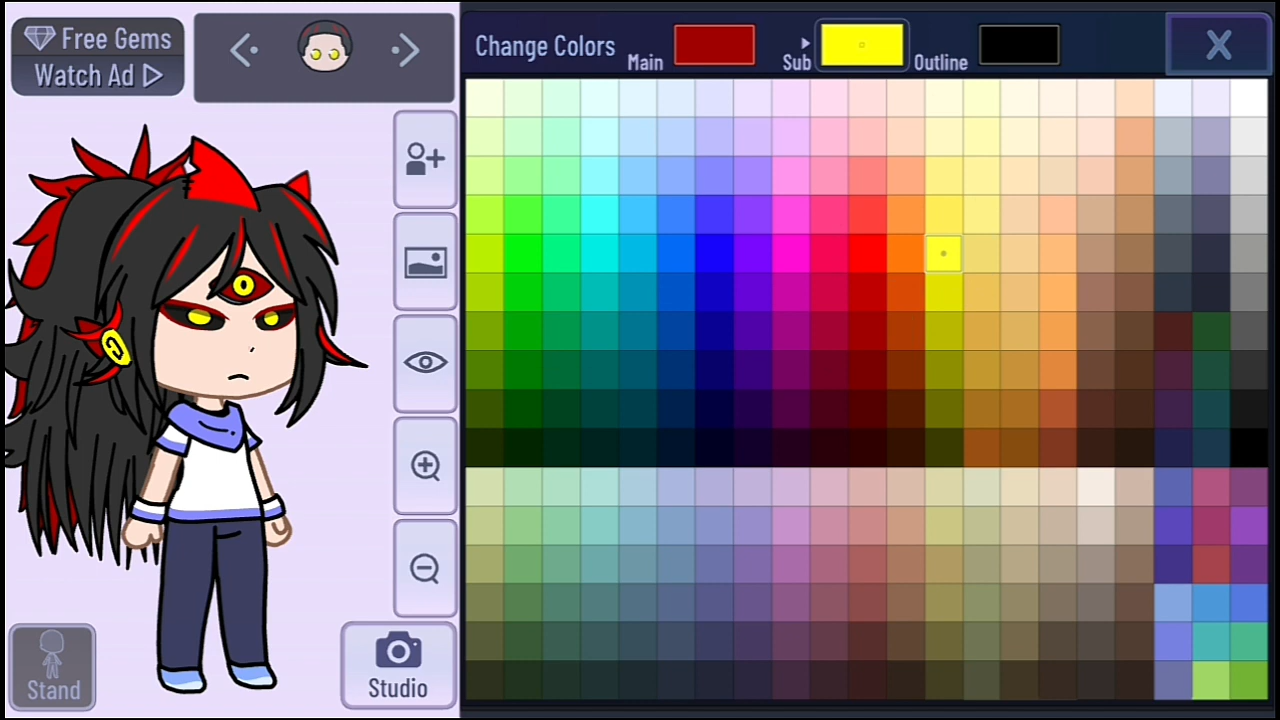 Free Gems
Watch Ad
Change Colors
Main
Sub
Outline
X
Stand
Studio